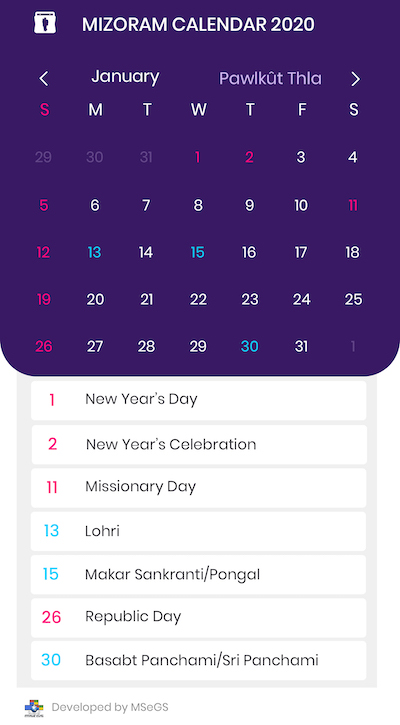 MIZORAM CALENDAR 2020
January Pawlkût Thla
S M T W T F S
29 30 31 1 2 3 4
5 6 7 8 9 10 11
12 13 14 15 16 17 18
19 20 21 22 23 24 25
26 27 28 29 30 31 1
1 New Year's Day
2 New Year's Celebration
11 Missionary Day
13 Lohri
15 Makar Sankranti/Pongal
26 Republic Day
30 Basabt Panchami/Sri Panchami
Developed by MSeGS